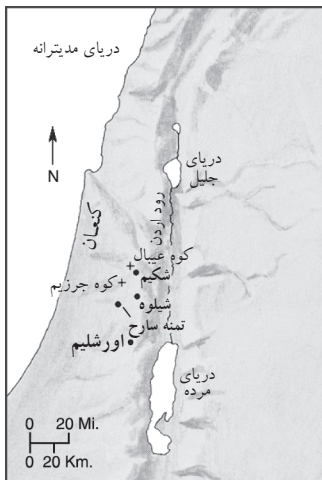 دریای مدیترانه
N
دریای
جلیل
رود اردن
کنعان
کوه عیبال
شکیم
کوه جرزیم
شیلوه
تمنه سارح
اورشلیم
دریای
مرده
0 20 Mi.
0 20 Km.